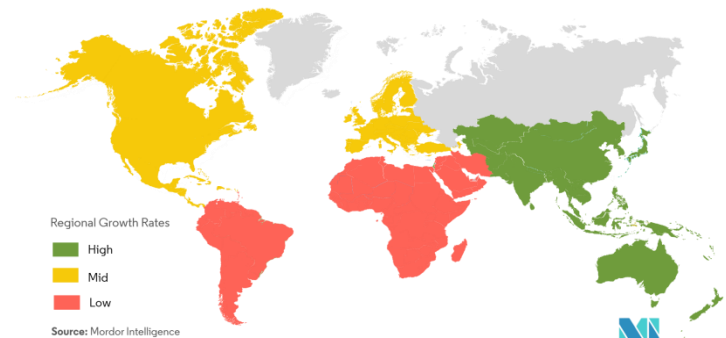 Regional Growth Rates
High
Mid
Low
Source: Mordor Intelligence